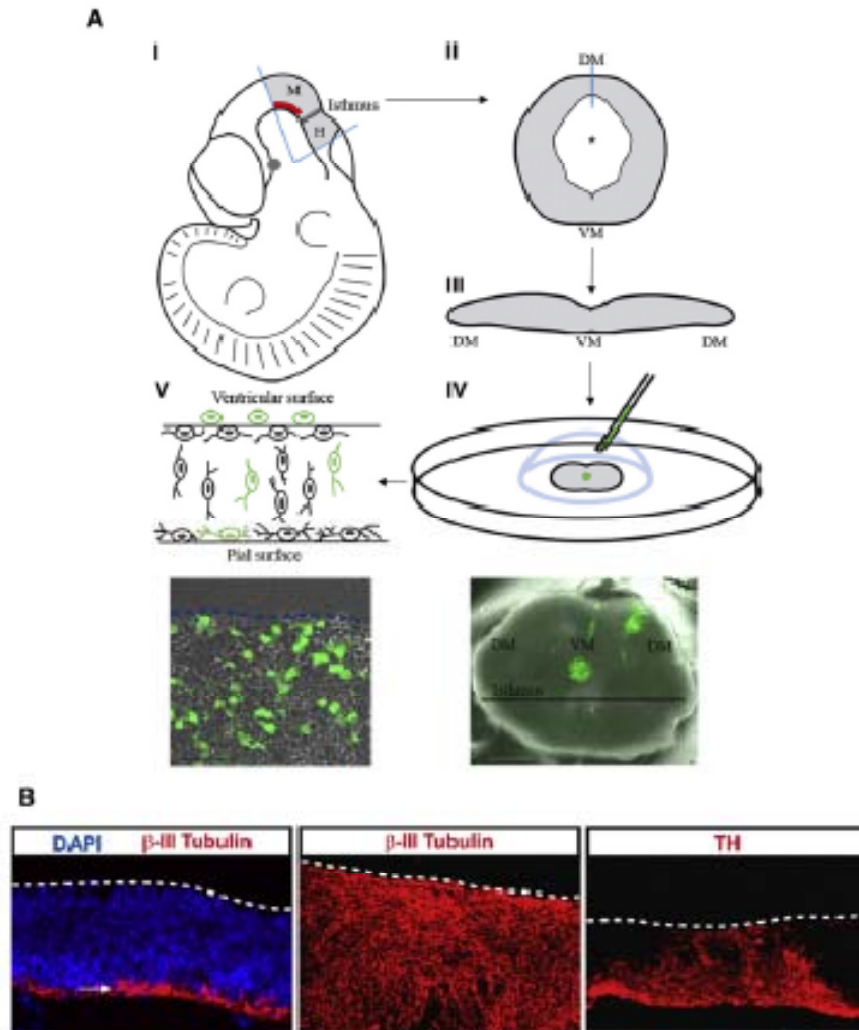 A
i
ii
DM
Mi
Isthmus
H
*
VM
iii
DM VM DM
V
iV
Ventricular surface
Pial surface
DM VM DM
Isthmus
B
DAPI β-III Tubulin
β-III Tubulin
TH